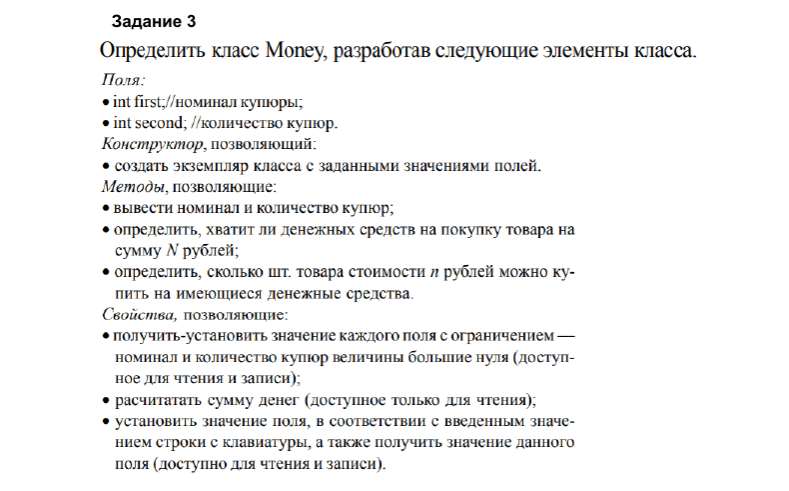 Задание 3
Определить класс Money, разработав следующие элементы класса.
Поля:
• int first;//номинал купюры;
• int second; //количество купюр.
Конструктор, позволяющий:
• создать экземпляр класса с заданными значениями полей.
Методы, позволяющие:
• вывести номинал и количество купюр;
• определить, хватит ли денежных средств на покупку товара на
сумму N рублей;
• определить, сколько шт. товара стоимости n рублей можно ку-
пить на имеющиеся денежные средства.
Свойства, позволяющие:
• получить-установить значение каждого поля с ограничением —
номинал и количество купюр величины большие нуля (доступ-
ное для чтения и записи);
• расчитатать сумму денег (доступное только для чтения);
• установить значение поля, в соответствии с введенным значе-
нием строки с клавиатуры, а также получить значение данного
поля (доступно для чтения и записи).